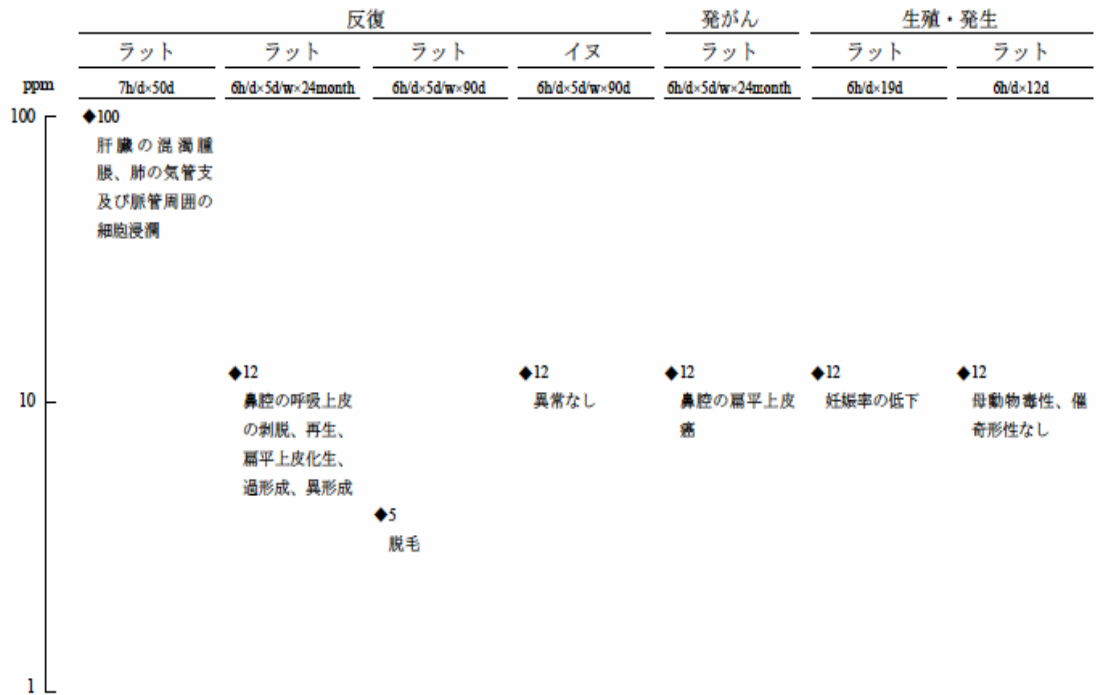 反復
発がん
生殖・発生
ラット
ラット
ラット
イヌ
ラット
ラット
ラット
ppm
7h/d×50d
6h/d×5d/w×24month
6h/d×5d/w×90d
6h/d×5d/w×90d
6h/d×5d/w×24month
6h/d×19d
6h/d×12d
100
◆100
肝臓の混濁腫
脹、肺の気管支
及び脈管周囲の
細胞浸潤
10
◆12
鼻腔の呼吸上皮
の剥脱、再生、
扁平上皮化生、
過形成、異形成
◆5
脱毛
◆12
異常なし
◆12
鼻腔の扁平上皮
癌
◆12
妊娠率の低下
◆12
母動物毒性、催
奇形性なし
1